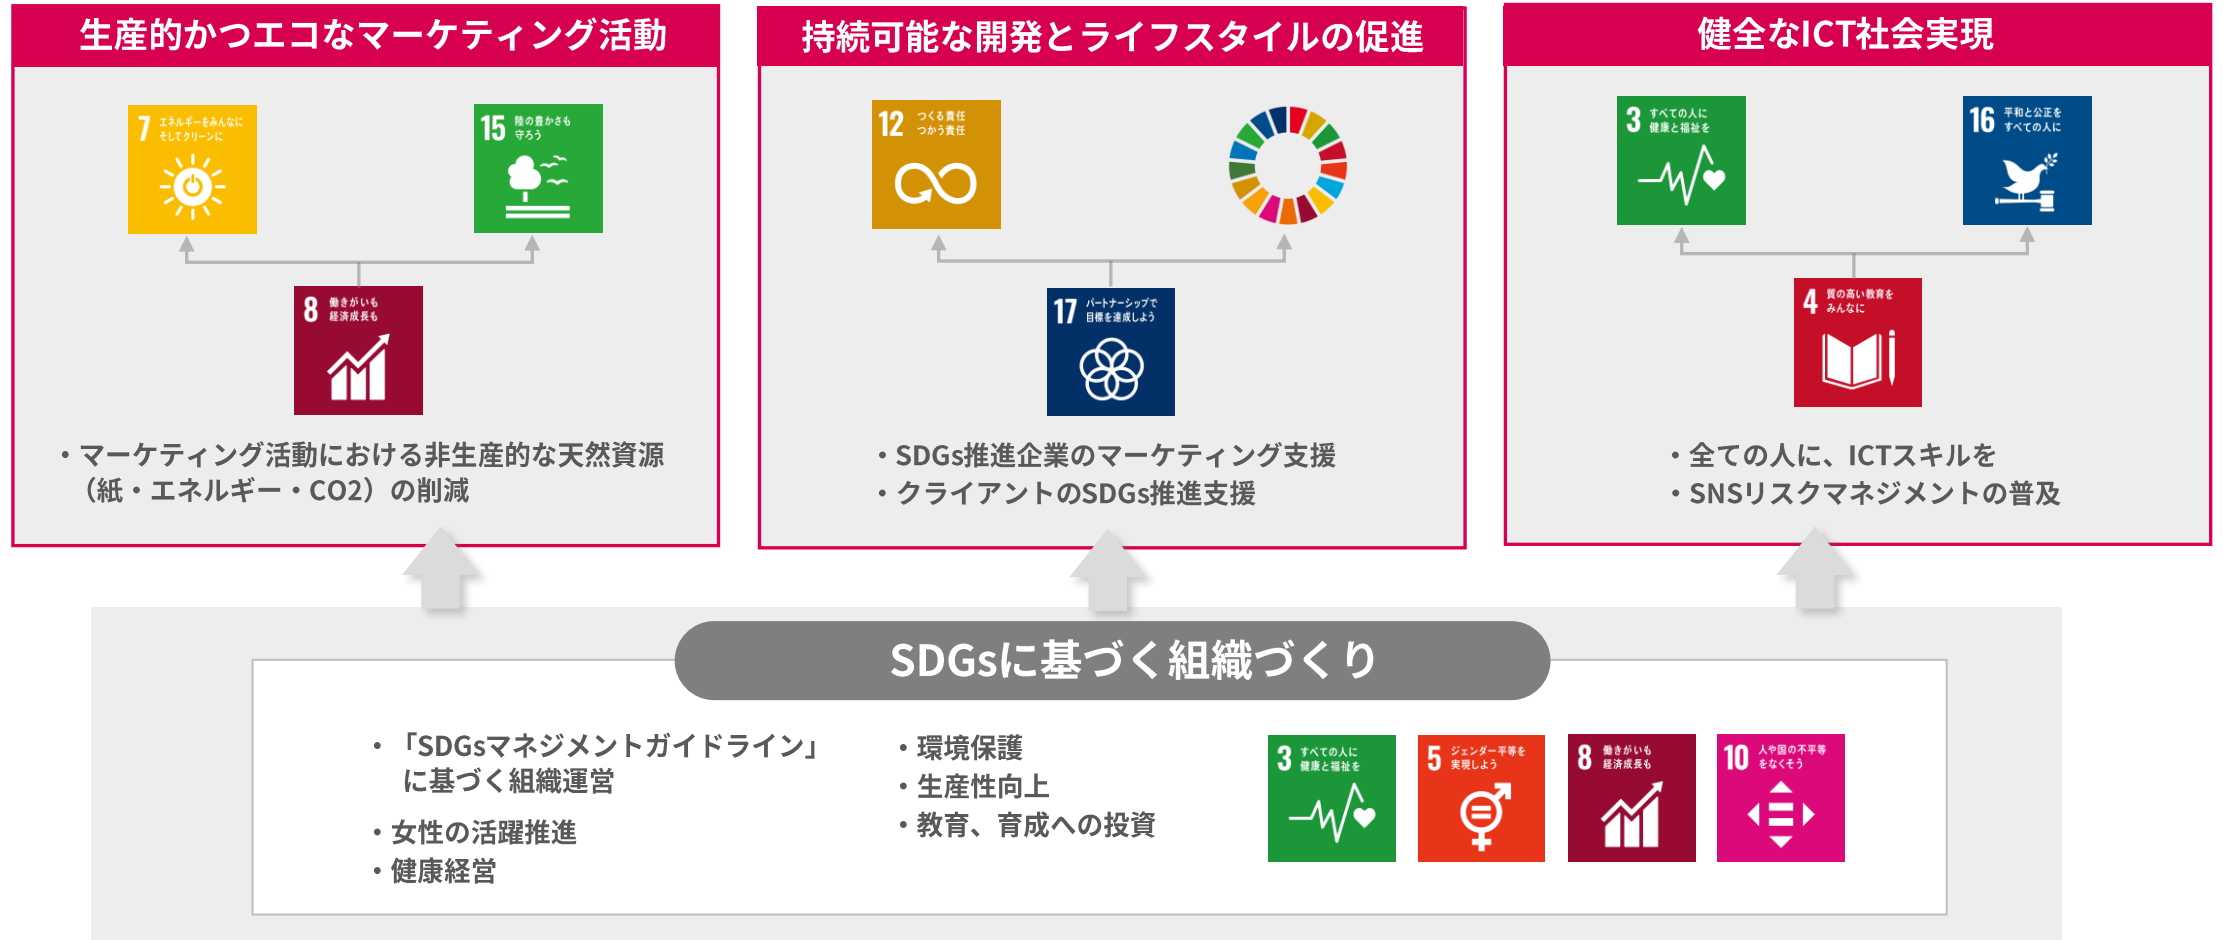 生産的かつエコなマーケティング活動
7 エネルギーをみんなに
そしてクリーンに
15 陸の豊かさも
守ろう
8 働きがいも
経済成長も
・マーケティング活動における非生産的な天然資源
（紙・エネルギー・CO2）の削減
持続可能な開発とライフスタイルの促進
12 つくる責任
つかう責任
17 パートナーシップで
目標を達成しよう
・SDGs推進企業のマーケティング支援
・クライアントのSDGs推進支援
健全なICT社会実現
3 すべての人に
健康と福祉を
16 平和と公正を
すべての人に
4 質の高い教育を
みんなに
・全ての人に、ICTスキルを
・SNSリスクマネジメントの普及
SDGsに基づく組織づくり
・「SDGsマネジメントガイドライン」
に基づく組織運営
・女性の活躍推進
・健康経営
・環境保護
・生産性向上
・教育、育成への投資
3 すべての人に
健康と福祉を
5 ジェンダー平等を
実現しよう
8 働きがいも
経済成長も
10 人や国の不平等
をなくそう